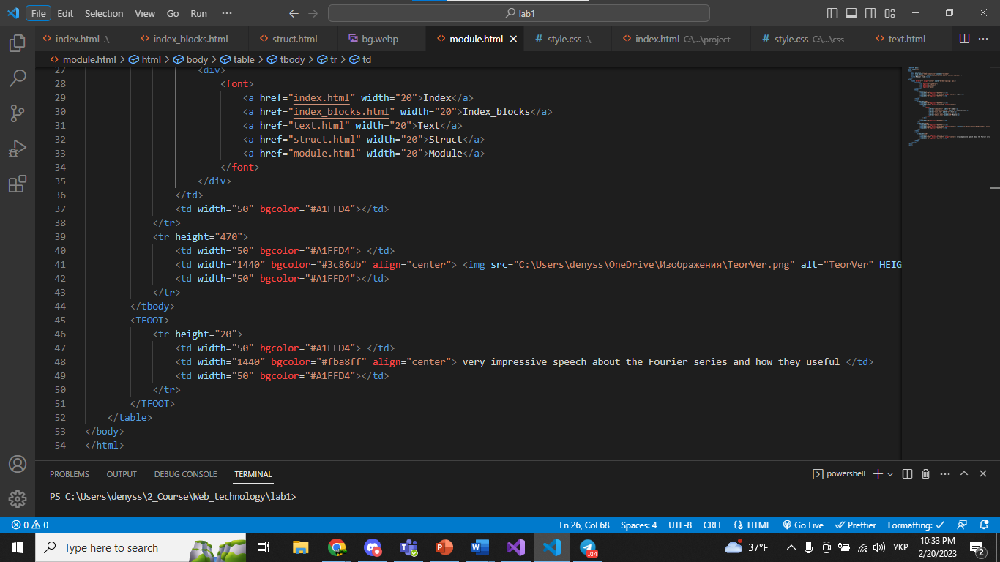 File Edit Selection View Go Run ··· lab1
index.html .\ index_blocks.html struct.html bg.webp module.html style.css .\ index.html C:\...\project style.css C:\...\css text.html
module.html > html > body > table > tbody > tr > td
27 <div>
28 <font>
29 <a href="index.html" width="20">Index</a>
30 <a href="index_blocks.html" width="20">Index_blocks</a>
31 <a href="text.html" width="20">Text</a>
32 <a href="struct.html" width="20">Struct</a>
33 <a href="module.html" width="20">Module</a>
34 </font>
35 </div>
36 </td>
37 <td width="50" bgcolor="#A1FFD4"></td>
38 </tr>
39 <tr height="470">
40 <td width="50" bgcolor="#A1FFD4"> </td>
41 <td width="1440" bgcolor="#3c86db" align="center"> <img src="C:\Users\denyss\OneDrive\Изображения\TeorVer.png" alt="TeorVer" HEIG
42 <td width="50" bgcolor="#A1FFD4"></td>
43 </tr>
44 </tbody>
45 <TFOOT>
46 <tr height="20">
47 <td width="50" bgcolor="#A1FFD4"> </td>
48 <td width="1440" bgcolor="#fba8ff" align="center"> very impressive speech about the Fourier series and how they useful </td>
49 <td width="50" bgcolor="#A1FFD4"></td>
50 </tr>
51 </TFOOT>
52 </table>
53 </body>
54 </html>
PROBLEMS OUTPUT DEBUG CONSOLE TERMINAL powershell
PS C:\Users\denyss\2_Course\Web_technology\lab1>
0 0 Ln 26, Col 68 Spaces: 4 UTF-8 CRLF HTML Go Live Prettier Formatting:
Type here to search .04 37°F УКР 10:33 PM
2/20/2023 2